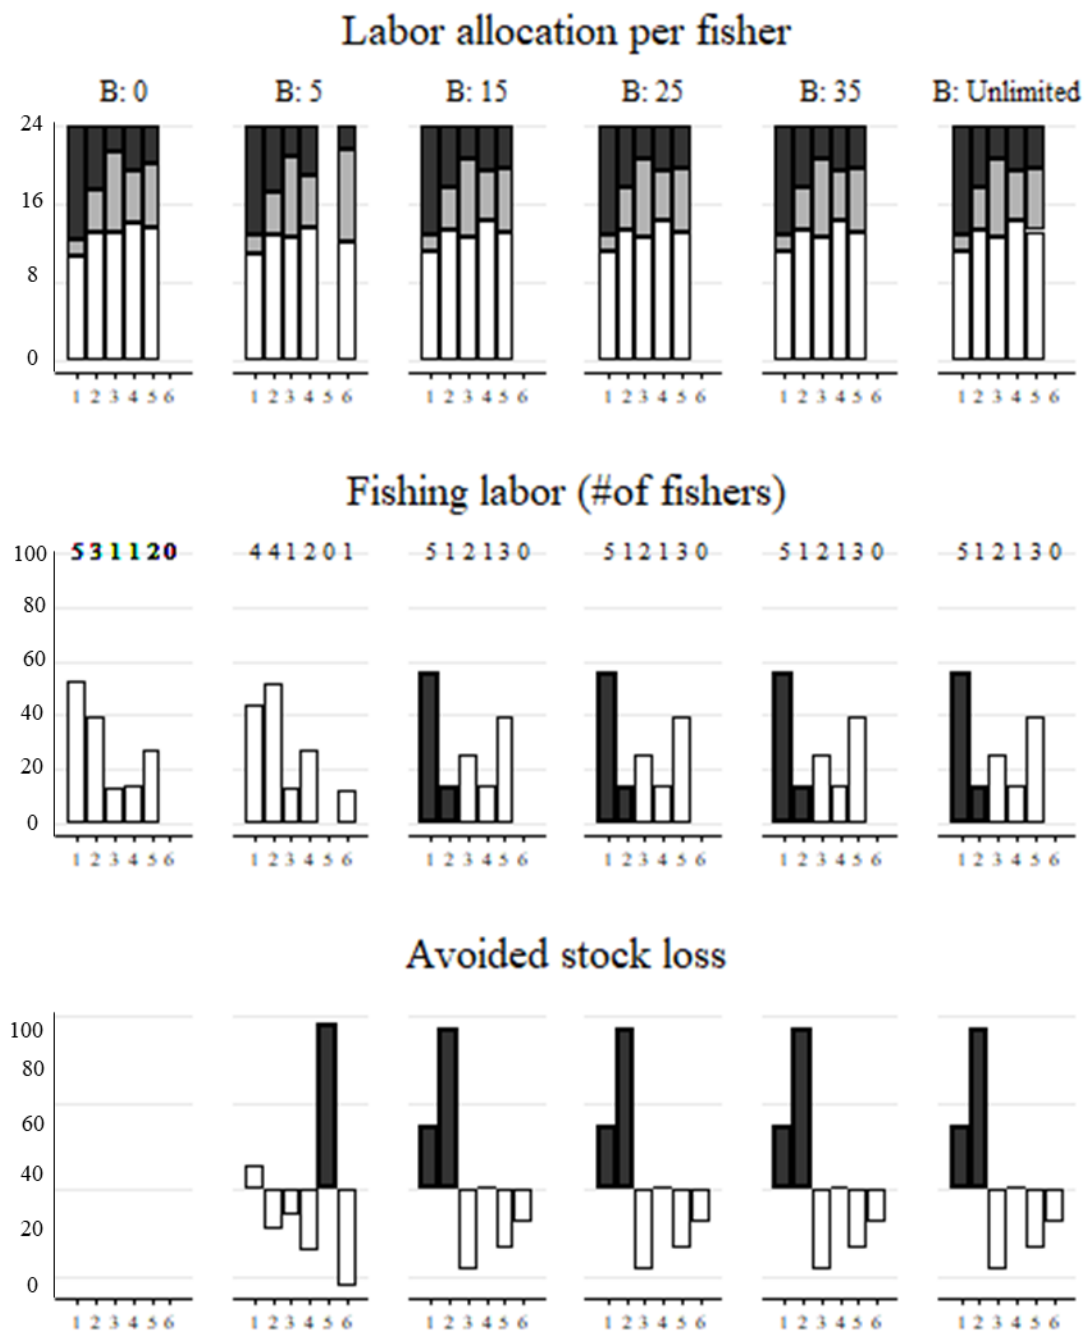 Labor allocation per fisher
B: 0 B: 5 B: 15 B: 25 B: 35 B: Unlimited
24
16
8
0
1 2 3 4 5 6 1 2 3 4 5 6 1 2 3 4 5 6 1 2 3 4 5 6 1 2 3 4 5 6 1 2 3 4 5 6
Fishing labor (#of fishers)
100 5 3 1 1 2 0 4 4 1 2 0 1 5 1 2 1 3 0 5 1 2 1 3 0 5 1 2 1 3 0 5 1 2 1 3 0
80
60
40
20
0
1 2 3 4 5 6 1 2 3 4 5 6 1 2 3 4 5 6 1 2 3 4 5 6 1 2 3 4 5 6 1 2 3 4 5 6
Avoided stock loss
100
80
60
40
20
0
1 2 3 4 5 6 1 2 3 4 5 6 1 2 3 4 5 6 1 2 3 4 5 6 1 2 3 4 5 6 1 2 3 4 5 6